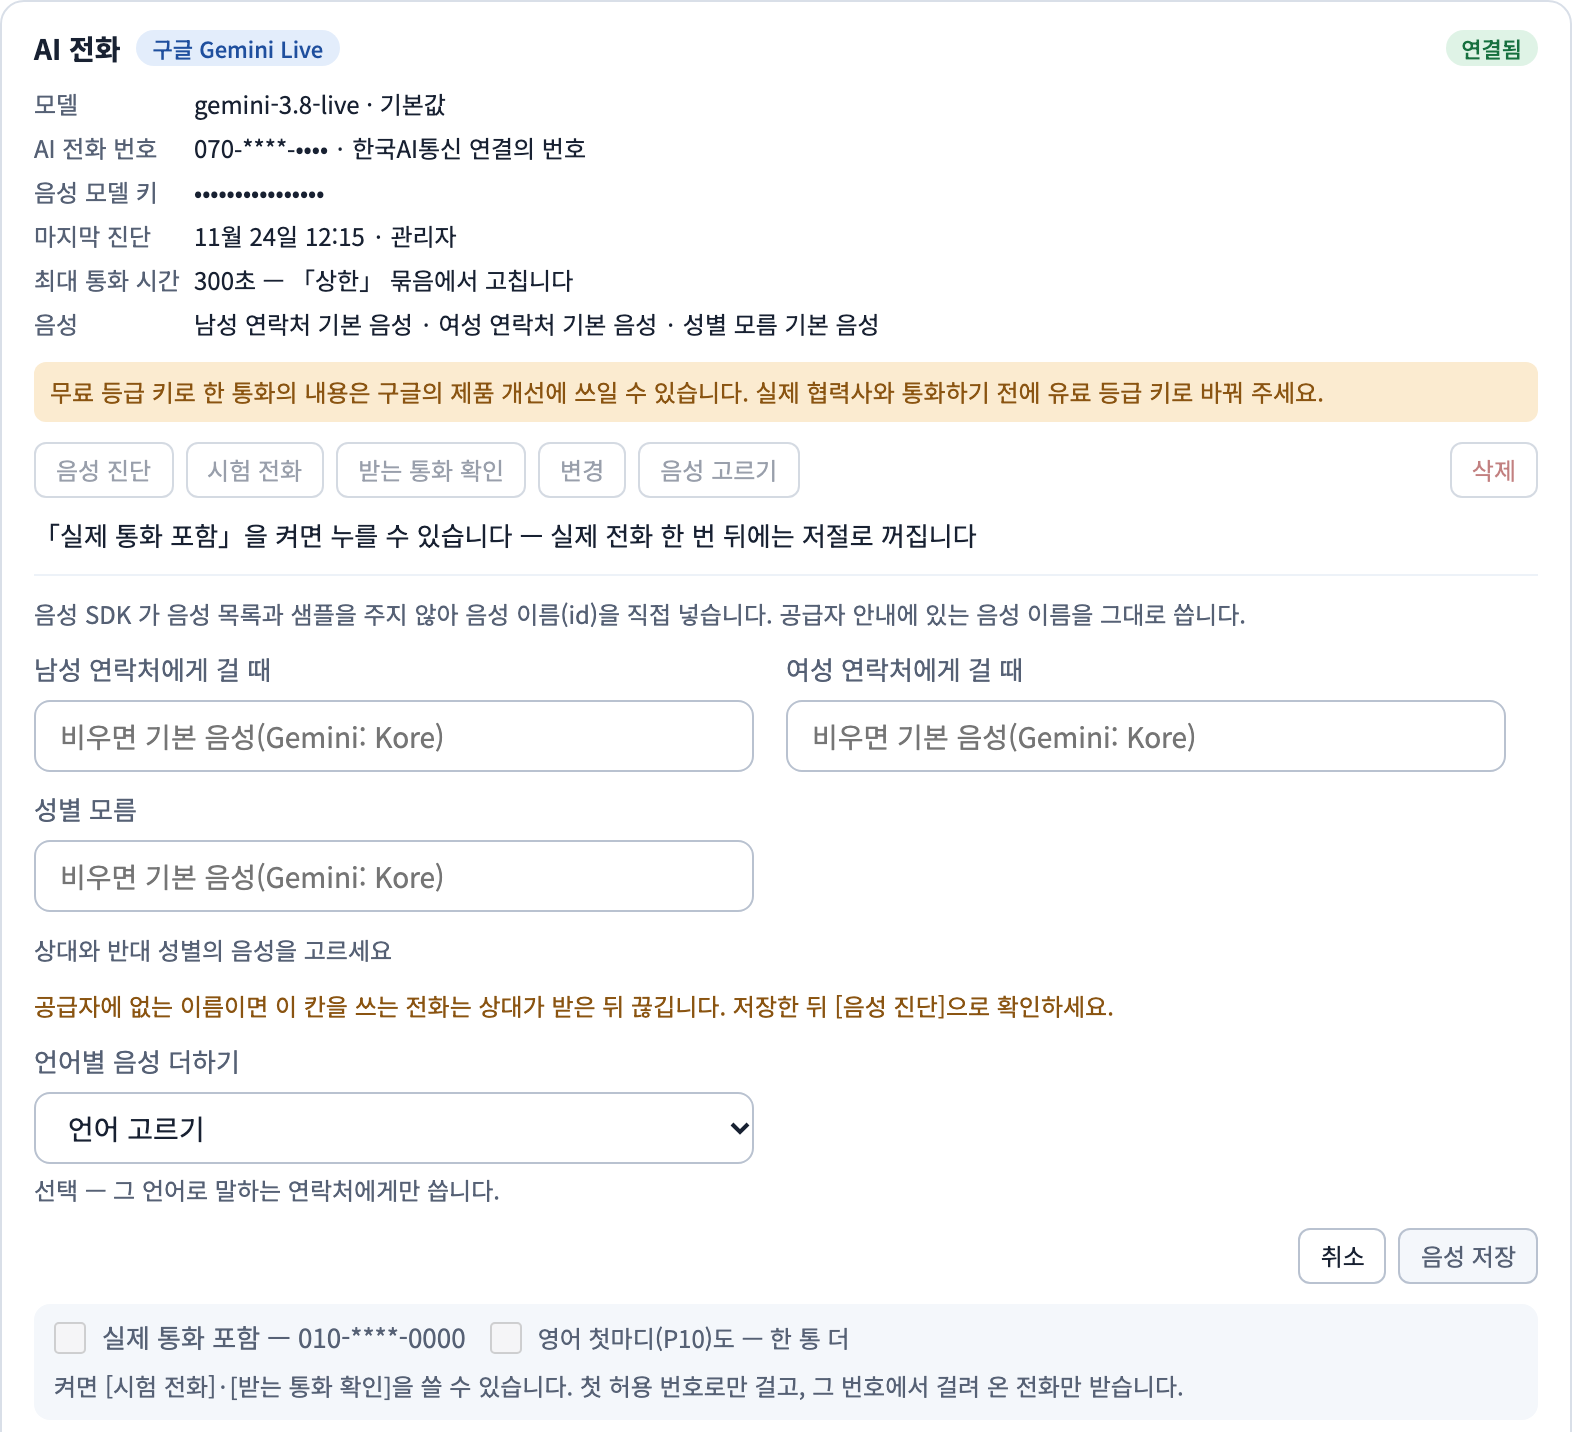 AI 전화 구글 Gemini Live 연결됨
모델 gemini-3.8-live · 기본값
AI 전화 번호 070-****-•••• · 한국AI통신 연결의 번호
음성 모델 키 ••••••••••••••••
마지막 진단 11월 24일 12:15 · 관리자
최대 통화 시간 300초 — 「상한」 묶음에서 고칩니다
음성 남성 연락처 기본 음성 · 여성 연락처 기본 음성 · 성별 모름 기본 음성
무료 등급 키로 한 통화의 내용은 구글의 제품 개선에 쓰일 수 있습니다. 실제 협력사와 통화하기 전에 유료 등급 키로 바꿔 주세요.
음성 진단 시험 전화 받는 통화 확인 변경 음성 고르기 삭제
「실제 통화 포함」을 켜면 누를 수 있습니다 — 실제 전화 한 번 뒤에는 저절로 꺼집니다
음성 SDK 가 음성 목록과 샘플을 주지 않아 음성 이름(id)을 직접 넣습니다. 공급자 안내에 있는 음성 이름을 그대로 씁니다.
남성 연락처에게 걸 때 여성 연락처에게 걸 때
비우면 기본 음성(Gemini: Kore) 비우면 기본 음성(Gemini: Kore)
성별 모름
비우면 기본 음성(Gemini: Kore)
상대와 반대 성별의 음성을 고르세요
공급자에 없는 이름이면 이 칸을 쓰는 전화는 상대가 받은 뒤 끊깁니다. 저장한 뒤 [음성 진단]으로 확인하세요.
언어별 음성 더하기
언어 고르기
선택 — 그 언어로 말하는 연락처에게만 씁니다.
취소 음성 저장
실제 통화 포함 — 010-****-0000 영어 첫마디(P10)도 — 한 통 더
켜면 [시험 전화]·[받는 통화 확인]을 쓸 수 있습니다. 첫 허용 번호로만 걸고, 그 번호에서 걸려 온 전화만 받습니다.